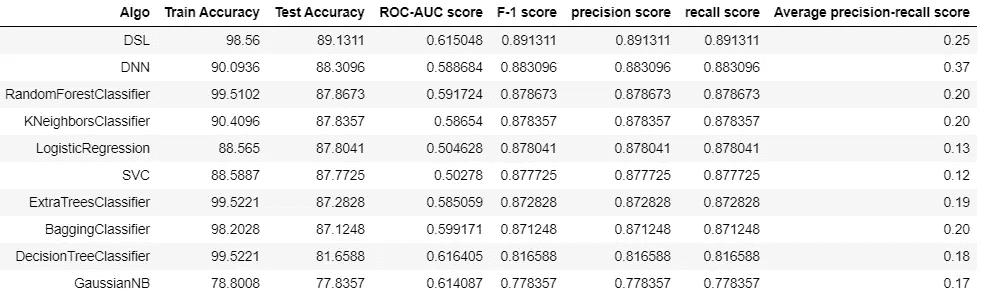 Algo Train Accuracy Test Accuracy ROC-AUC score F-1 score precision score recall score Average precision-recall score
DSL 98.56 89.1311 0.615048 0.891311 0.891311 0.891311 0.25
DNN 90.0936 88.3096 0.588684 0.883096 0.883096 0.883096 0.37
RandomForestClassifier 99.5102 87.8673 0.591724 0.878673 0.878673 0.878673 0.20
KNeighborsClassifier 90.4096 87.8357 0.58654 0.878357 0.878357 0.878357 0.20
LogisticRegression 88.565 87.8041 0.504628 0.878041 0.878041 0.878041 0.13
SVC 88.5887 87.7725 0.50278 0.877725 0.877725 0.877725 0.12
ExtraTreesClassifier 99.5221 87.2828 0.585059 0.872828 0.872828 0.872828 0.19
BaggingClassifier 98.2028 87.1248 0.599171 0.871248 0.871248 0.871248 0.20
DecisionTreeClassifier 99.5221 81.6588 0.616405 0.816588 0.816588 0.816588 0.18
GaussianNB 78.8008 77.8357 0.614087 0.778357 0.778357 0.778357 0.17